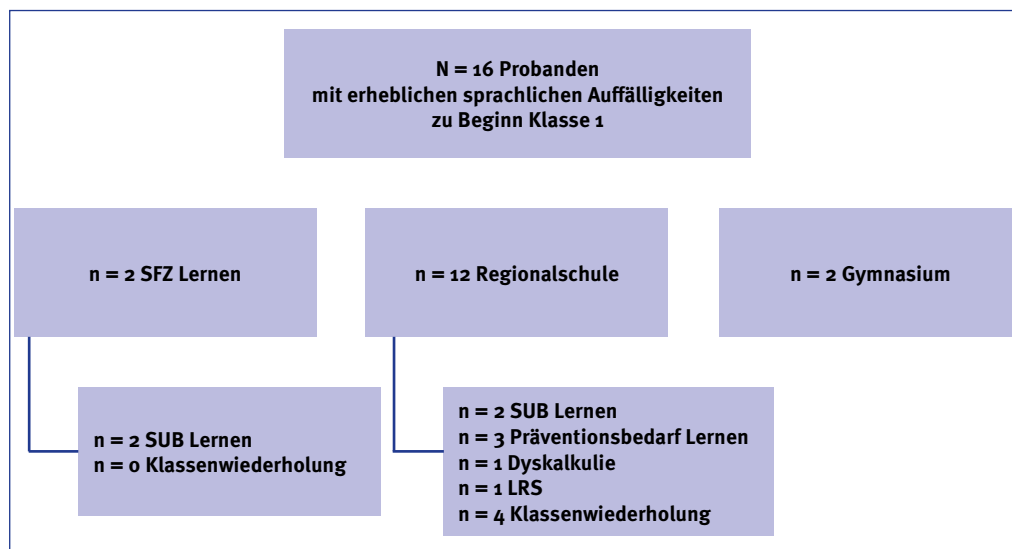 N = 16 Probanden
mit erheblichen sprachlichen Auffälligkeiten
zu Beginn Klasse 1
n = 2 SFZ Lernen
n = 12 Regionalschule
n = 2 Gymnasium
n = 2 SUB Lernen
n = 0 Klassenwiederholung
n = 2 SUB Lernen
n = 3 Präventionsbedarf Lernen
n = 1 Dyskalkulie
n = 1 LRS
n = 4 Klassenwiederholung